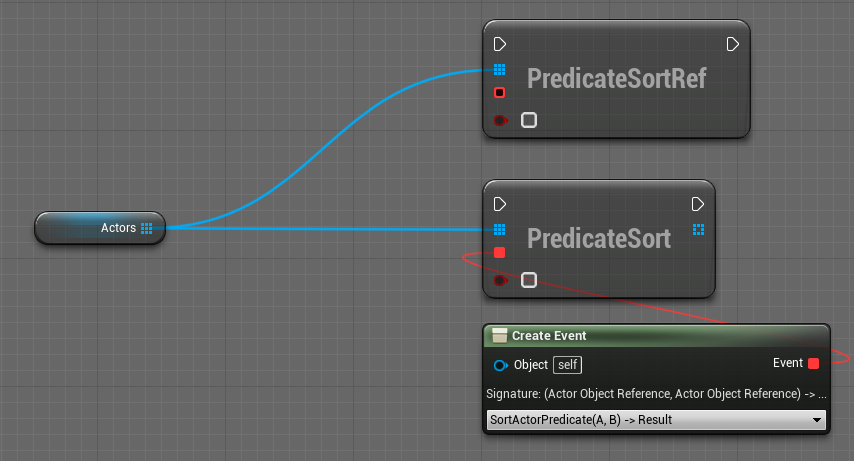 PredicateSortRef
Actors
PredicateSort
Create Event
Object self
Event
Signature: (Actor Object Reference, Actor Object Reference) -> ...
SortActorPredicate(A, B) -> Result